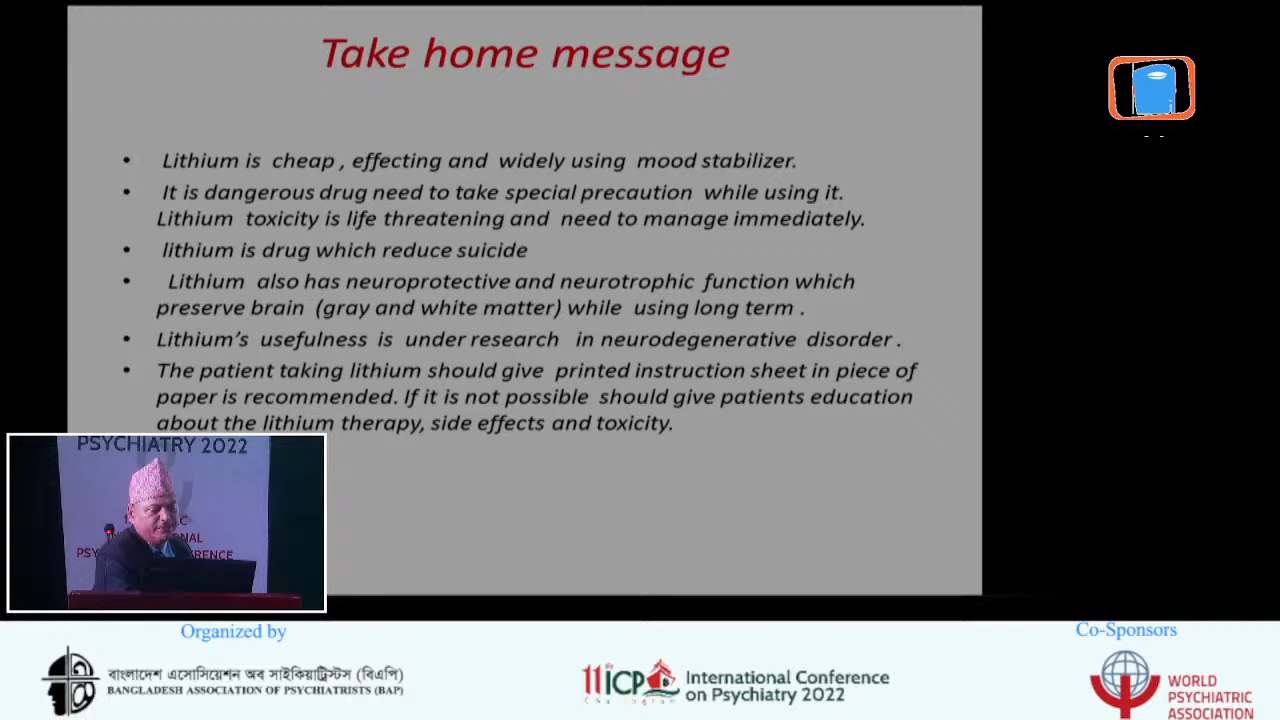 Take home message
• Lithium is cheap , effecting and widely using mood stabilizer.
• It is dangerous drug need to take special precaution while using it.
Lithium toxicity is life threatening and need to manage immediately.
• lithium is drug which reduce suicide
• Lithium also has neuroprotective and neurotrophic function which
preserve brain (gray and white matter) while using long term .
• Lithium's usefulness is under research in neurodegenerative disorder .
• The patient taking lithium should give printed instruction sheet in piece of
paper is recommended. If it is not possible should give patients education
about the lithium therapy, side effects and toxicity.
PSYCHIATRY 2022
Organized by
বাংলাদেশ এসোসিয়েশন অব সাইকিয়াট্রিস্টস (বিএপি)
BANGLADESH ASSOCIATION OF PSYCHIATRISTS (BAP)
11th ICP
International Conference
on Psychiatry 2022
Co-Sponsors
WORLD
PSYCHIATRIC
ASSOCIATION